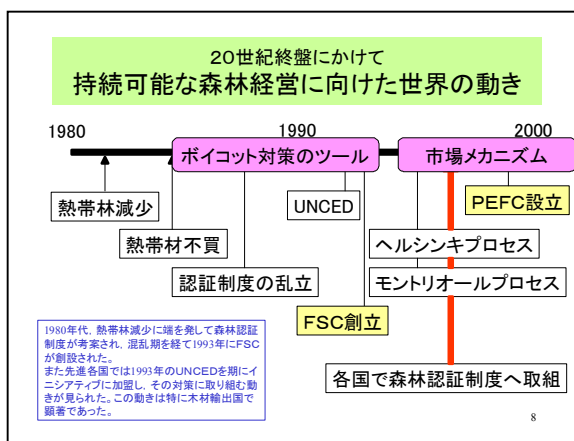 20世紀終盤にかけて
持続可能な森林経営に向けた世界の動き
1980
1990
2000
ボイコット対策のツール
市場メカニズム
熱帯林減少
UNCED
PEFC設立
熱帯材不買
ヘルシンキプロセス
認証制度の乱立
モントリオールプロセス
FSC創立
1980年代, 熱帯林減少に端を発して森林認証
制度が考案され, 混乱期を経て1993年にFSC
が創設された。
また先進各国では1993年のUNCEDを期にイ
ニシアティブに加盟し, その対策に取り組む動
きが見られた。この動きは特に木材輸出国で
顕著であった。
各国で森林認証制度へ取組
8